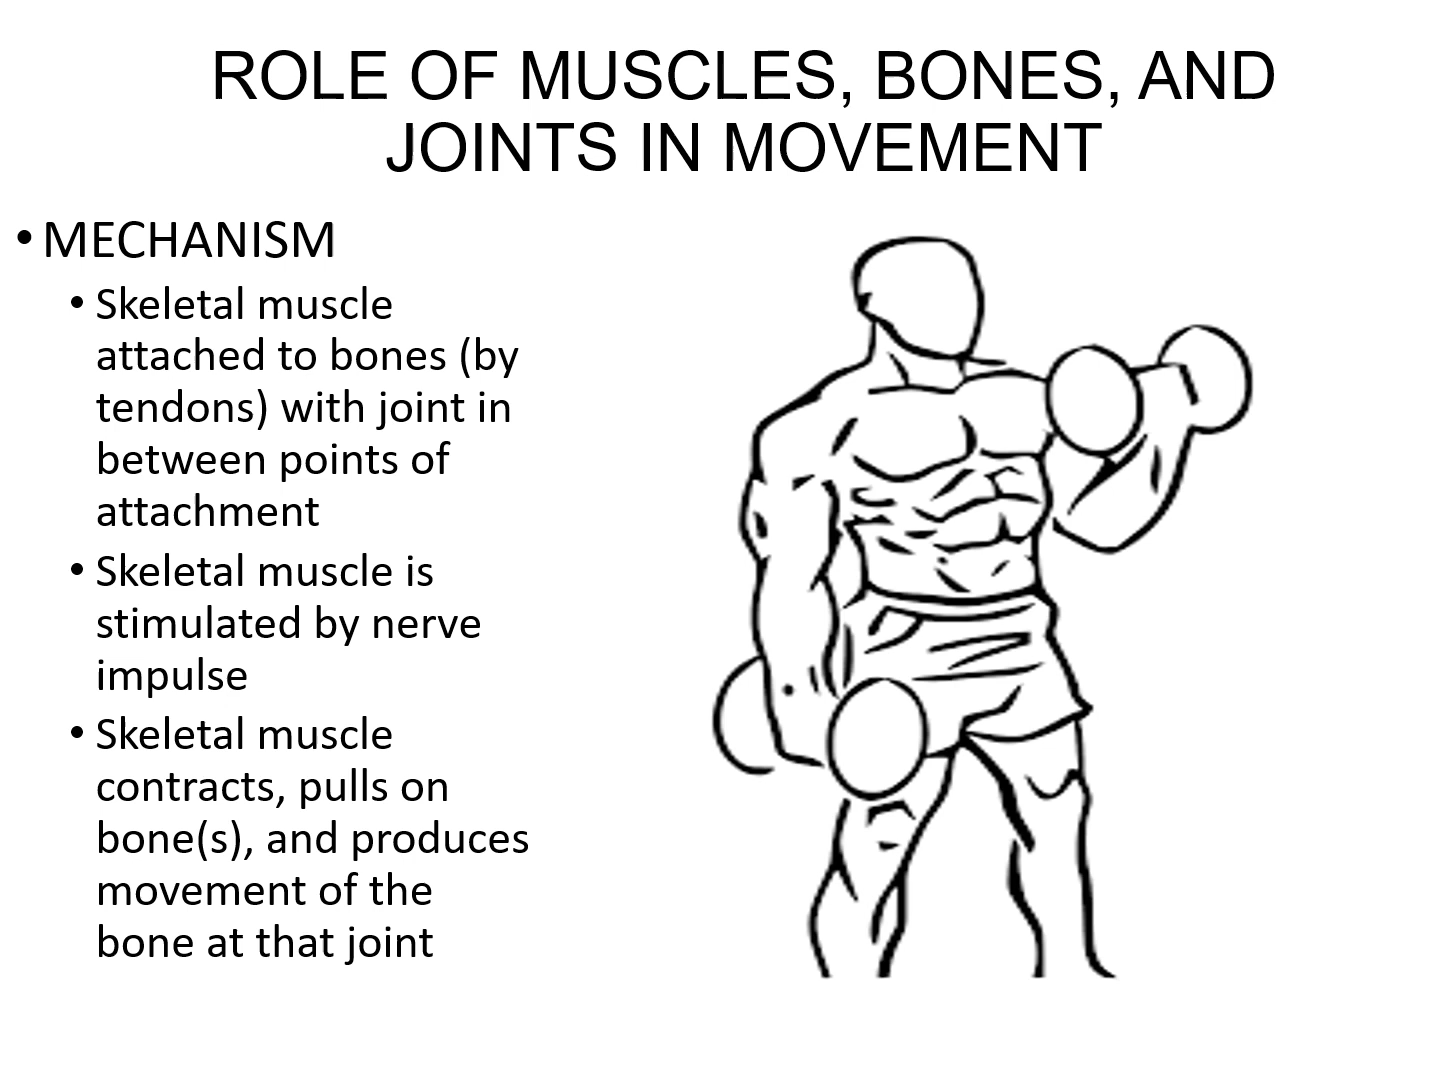 ROLE OF MUSCLES, BONES, AND
JOINTS IN MOVEMENT
• MECHANISM
• Skeletal muscle
attached to bones (by
tendons) with joint in
between points of
attachment
• Skeletal muscle is
stimulated by nerve
impulse
• Skeletal muscle
contracts, pulls on
bone(s), and produces
movement of the
bone at that joint